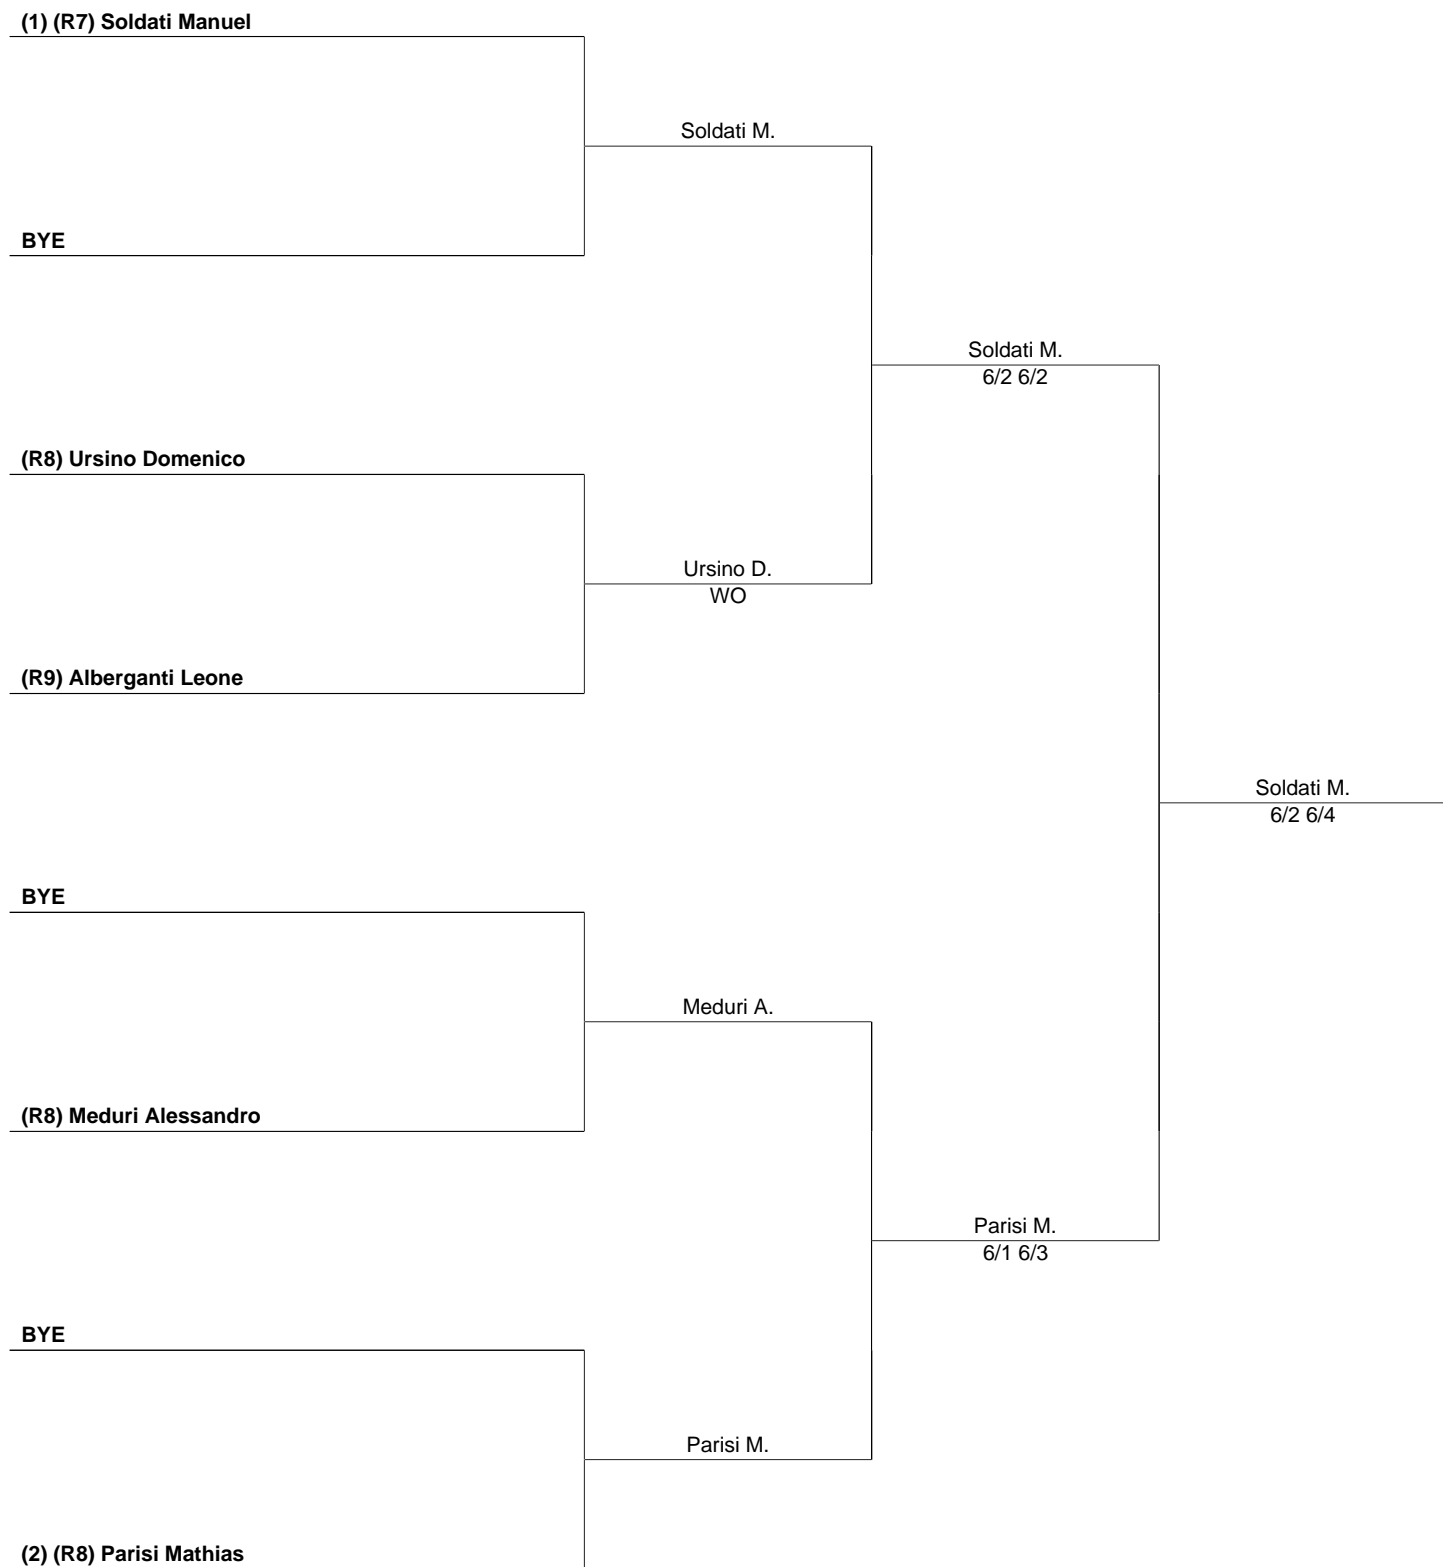 (1) (R7) Soldati Manuel
Soldati M.
BYE
Soldati M.
6/2 6/2
(R8) Ursino Domenico
Ursino D.
WO
(R9) Alberganti Leone
Soldati M.
6/2 6/4
BYE
Meduri A.
(R8) Meduri Alessandro
Parisi M.
6/1 6/3
BYE
Parisi M.
(2) (R8) Parisi Mathias